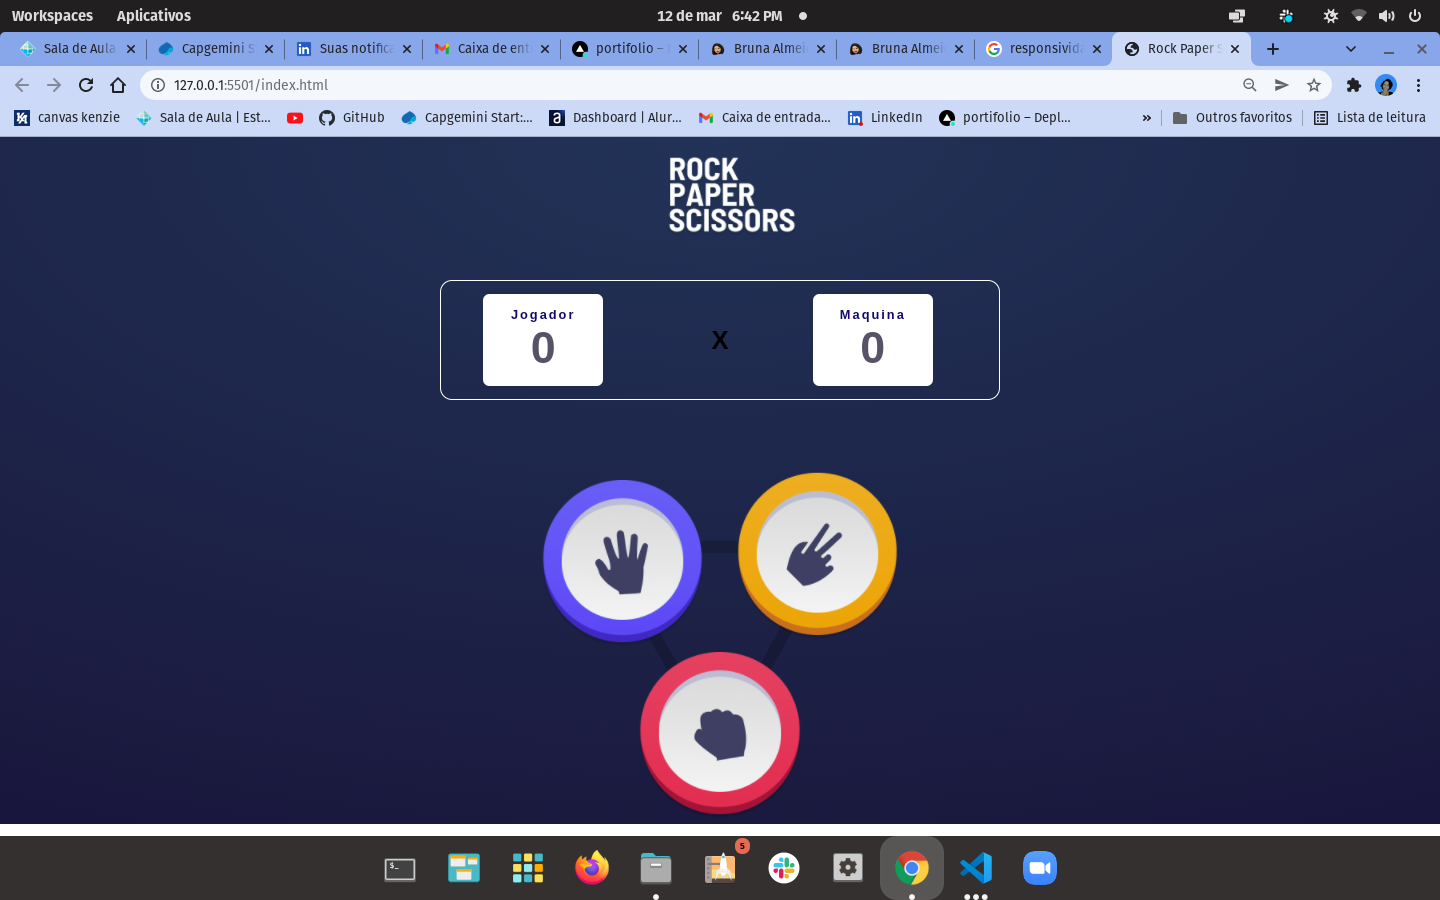 Workspaces Aplicativos 12 de mar 6:42 PM
Sala de Aula Capgemini S Suas notific Caixa de ent portifolio – Bruna Almei Bruna Almei responsivid Rock Paper S
127.0.0.1:5501/index.html
canvas kenzie Sala de Aula | Est... GitHub Capgemini Start:... Dashboard | Alur... Caixa de entrada... LinkedIn portifolio – Depl... » Outros favoritos Lista de leitura
ROCK
PAPER
SCISSORS
Jogador Maquina
0 X 0
5